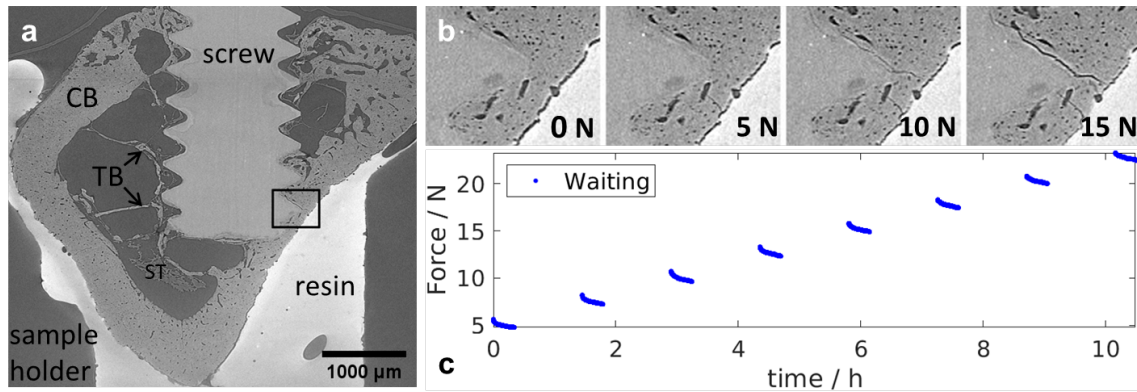 a
screw
CB
TB
ST
resin
sample
holder
1000 µm
b
0 N
5 N
10 N
15 N
c
Waiting
Force / N
20
15
10
5
0
2
4
6
8
10
time / h